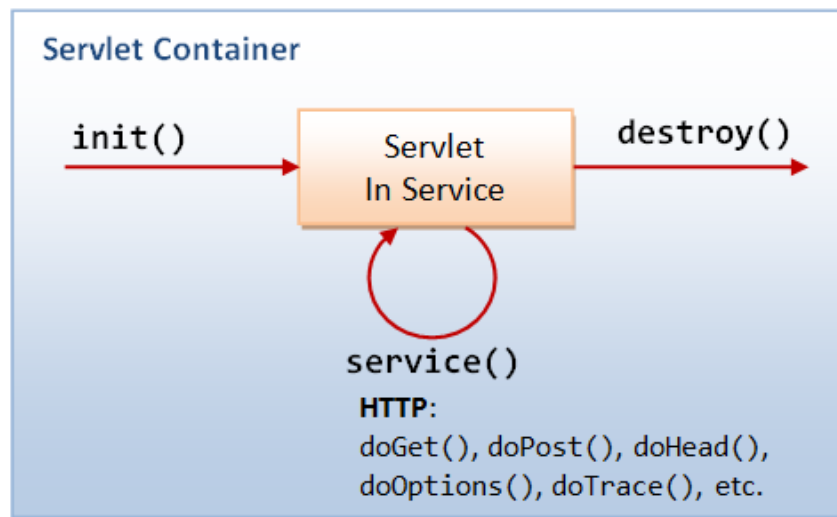 Servlet Container
init()
Servlet
In Service
destroy()
service()
HTTP:
doGet(), doPost(), doHead(),
doOptions(), doTrace(), etc.